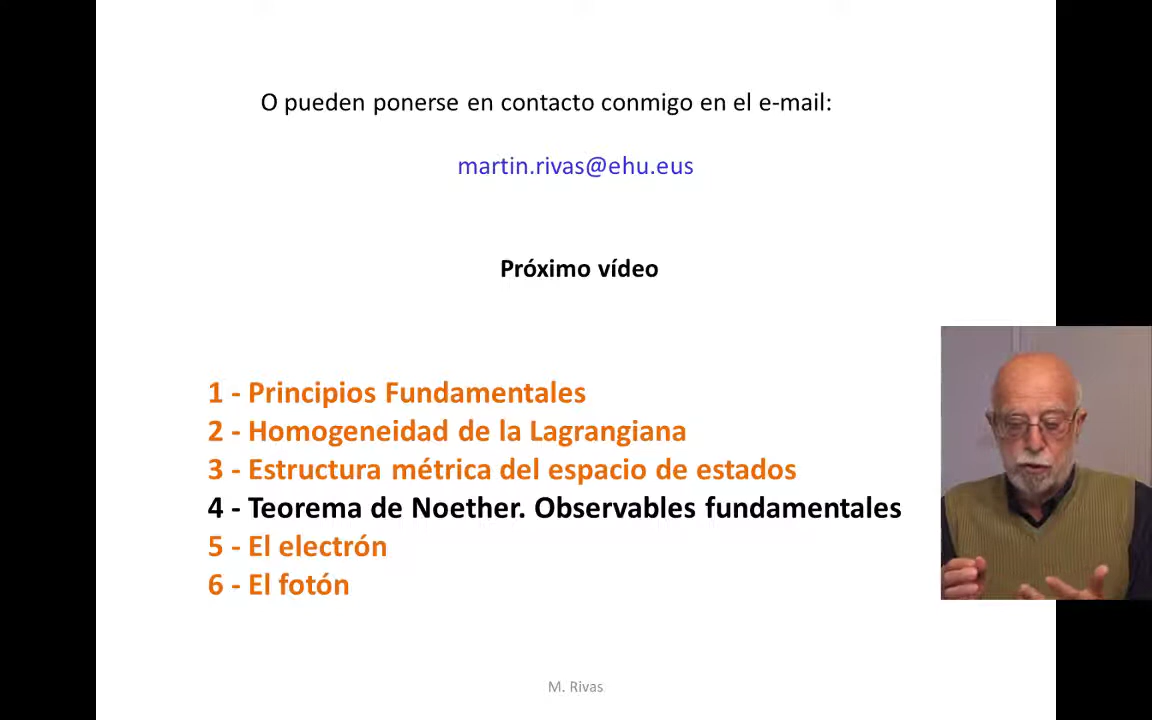 O pueden ponerse en contacto conmigo en el e-mail:
martin.rivas@ehu.eus
Próximo vídeo
1 - Principios Fundamentales
2 - Homogeneidad de la Lagrangiana
3 - Estructura métrica del espacio de estados
4 - Teorema de Noether. Observables fundamentales
5 - El electrón
6 - El fotón
M. Rivas